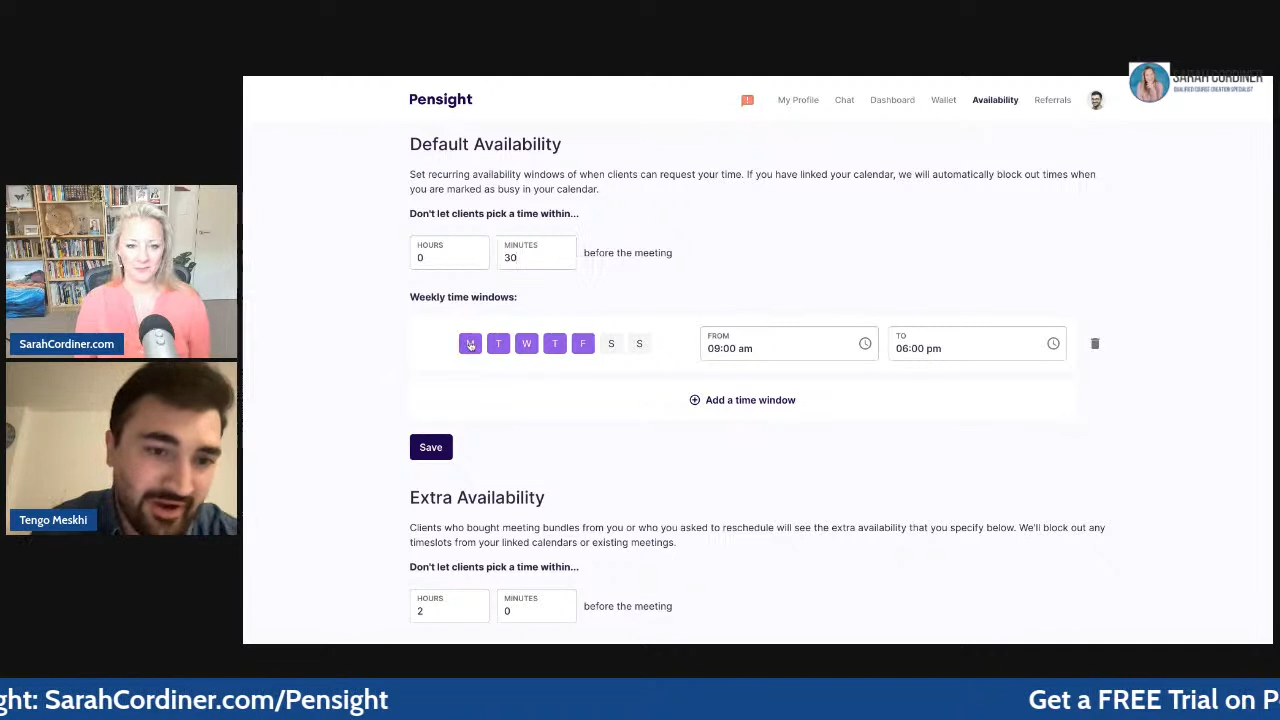 SARAH CORDINER
QUALIFIED COURSE CREATION SPECIALIST
Pensight
My Profile
Chat
Dashboard
Wallet
Availability
Referrals
Default Availability
Set recurring availability windows of when clients can request your time. If you have linked your calendar, we will automatically block out times when
you are marked as busy in your calendar.
Don't let clients pick a time within...
HOURS
0
MINUTES
30
before the meeting
Weekly time windows:
M T W T F S S
FROM
09:00 am
TO
06:00 pm
Add a time window
Save
Extra Availability
Clients who bought meeting bundles from you or who you asked to reschedule will see the extra availability that you specify below. We'll block out any
timeslots from your linked calendars or existing meetings.
Don't let clients pick a time within...
HOURS
2
MINUTES
0
before the meeting
SarahCordiner.com
Tengo Meskhi
ght: SarahCordiner.com/Pensight
Get a FREE Trial on P